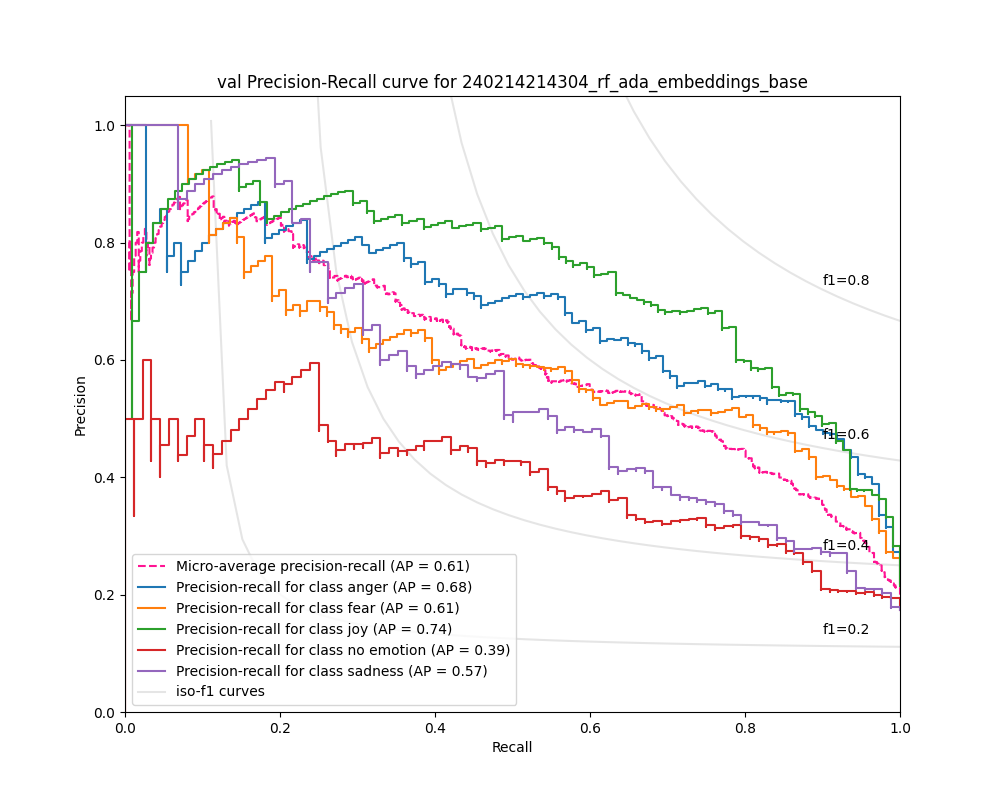 val Precision-Recall curve for 240214214304_rf_ada_embeddings_base
1.0
0.8
0.6
0.4
0.2
0.0
Precision
f1=0.8
f1=0.6
f1=0.4
f1=0.2
Micro-average precision-recall (AP = 0.61)
Precision-recall for class anger (AP = 0.68)
Precision-recall for class fear (AP = 0.61)
Precision-recall for class joy (AP = 0.74)
Precision-recall for class no emotion (AP = 0.39)
Precision-recall for class sadness (AP = 0.57)
iso-f1 curves
0.0 0.2 0.4 0.6 0.8 1.0
Recall